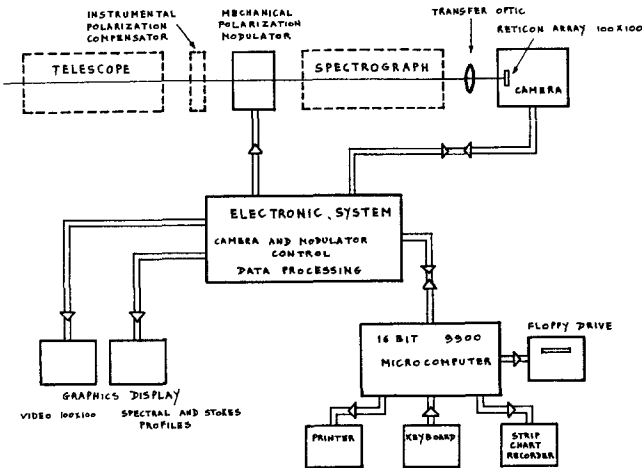 INSTRUMENTAL
POLARIZATION
COMPENSATOR
MECHANICAL
POLARIZATION
MODULATOR
TRANSFER OPTIC
RETICON ARRAY 100X100
TELESCOPE
SPECTROGRAPH
CAMERA
ELECTRONIC SYSTEM
CAMERA AND MODULATOR
CONTROL
DATA PROCESSING
16 BIT 9900
MICROCOMPUTER
FLOPPY DRIVE
GRAPHICS DISPLAY
VIDEO 100X100
SPECTRAL AND STOKES
PROFILES
PRINTER
KEYBOARD
STRIP
CHART
RECORDER